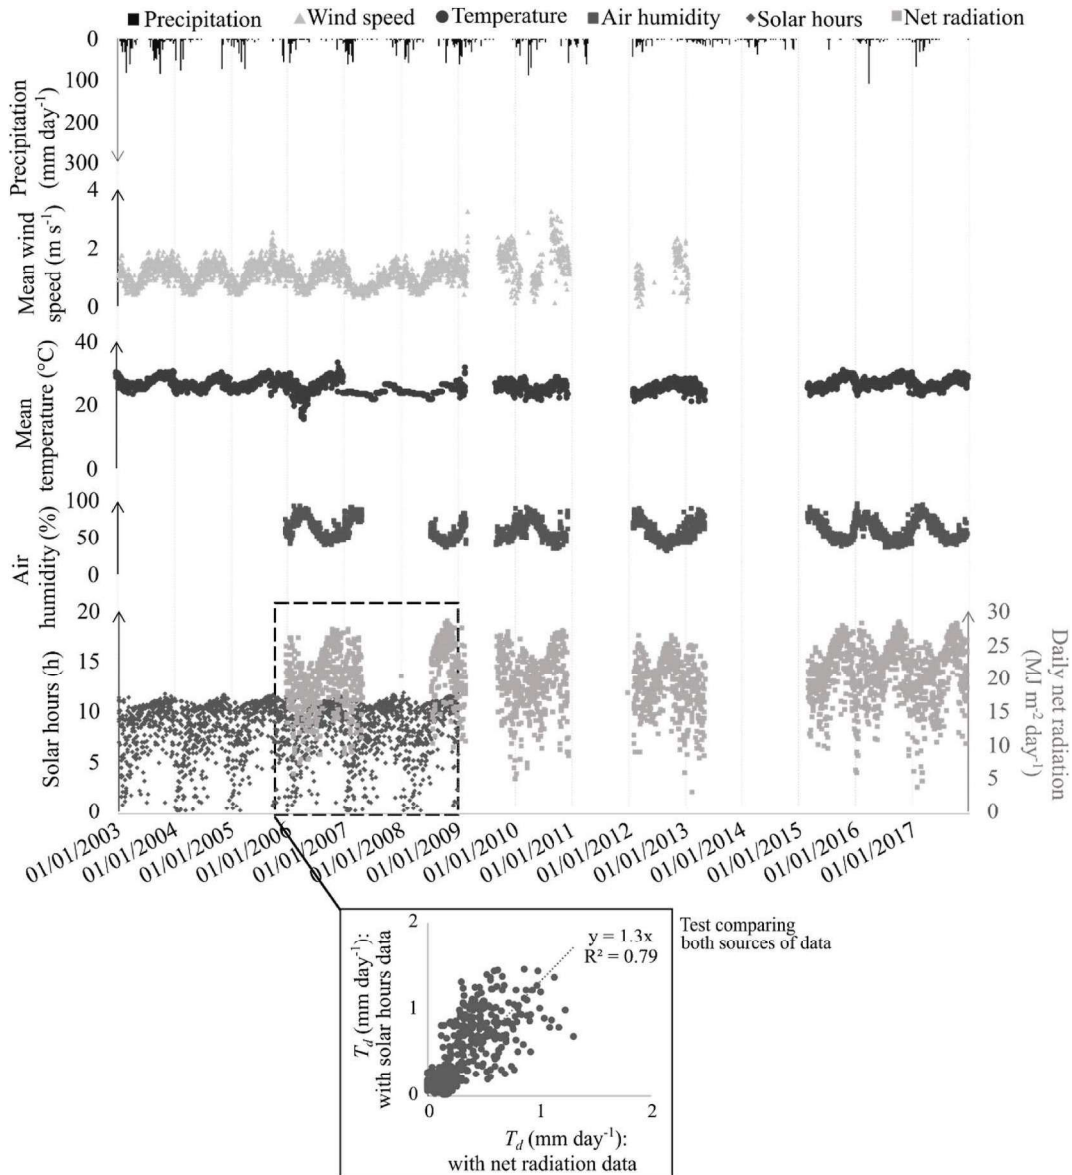 Precipitation Wind speed Temperature Air humidity Solar hours Net radiation
0
100
200
300
Precipitation
(mm day-1)
4
2
0
Mean wind
speed (m s-1)
40
20
0
Mean
temperature (°C)
100
50
0
Air
humidity (%)
20
15
10
5
0
Solar hours (h)
30
25
20
15
10
5
0
Daily net radiation
(MJ m-2 day-1)
01/01/2003
01/01/2004
01/01/2005
01/01/2006
01/01/2007
01/01/2008
01/01/2009
01/01/2010
01/01/2011
01/01/2012
01/01/2013
01/01/2014
01/01/2015
01/01/2016
01/01/2017
2
1
0
Td (mm day-1):
with solar hours data
y = 1.3x
R² = 0.79
0 1 2
Td (mm day-1):
with net radiation data
Test comparing
both sources of data